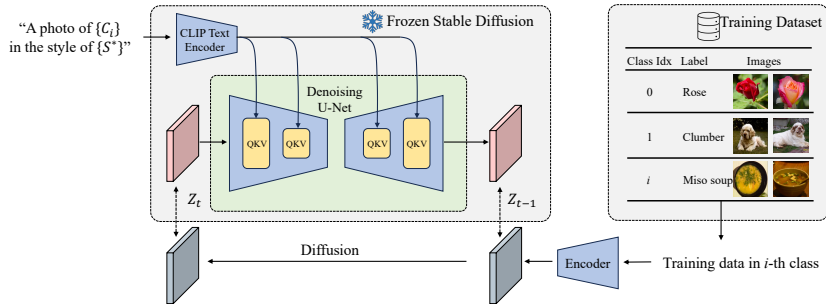 “A photo of {C_i}
in the style of {S*}”
CLIP Text
Encoder
Frozen Stable Diffusion
Denoising
U-Net
QKV
QKV
QKV
QKV
Z_t
Z_{t−1}
Diffusion
Encoder
Training data in i-th class
Training Dataset
Class Idx Label Images
0 Rose
1 Clumber
i Miso soup